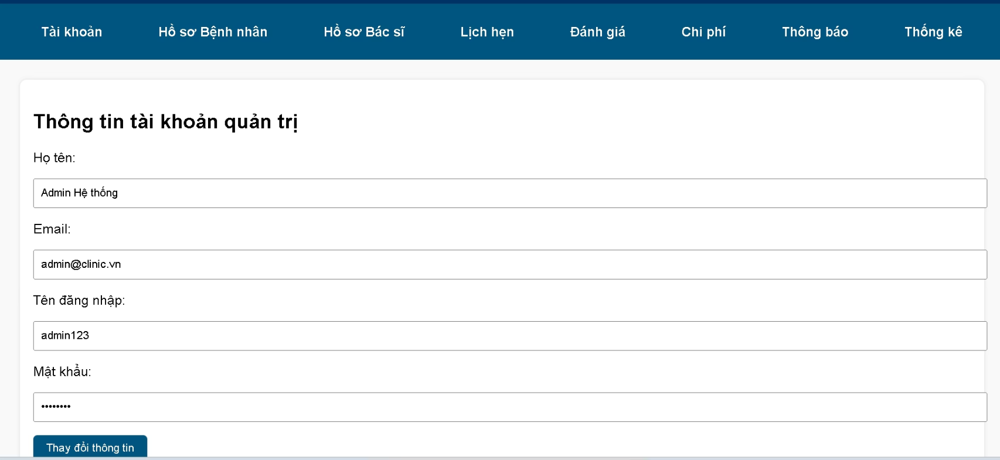 Tài khoản Hồ sơ Bệnh nhân Hồ sơ Bác sĩ Lịch hẹn Đánh giá Chi phí Thông báo Thống kê
Thông tin tài khoản quản trị
Họ tên:
Admin Hệ thống
Email:
admin@clinic.vn
Tên đăng nhập:
admin123
Mật khẩu:
••••••••
Thay đổi thông tin